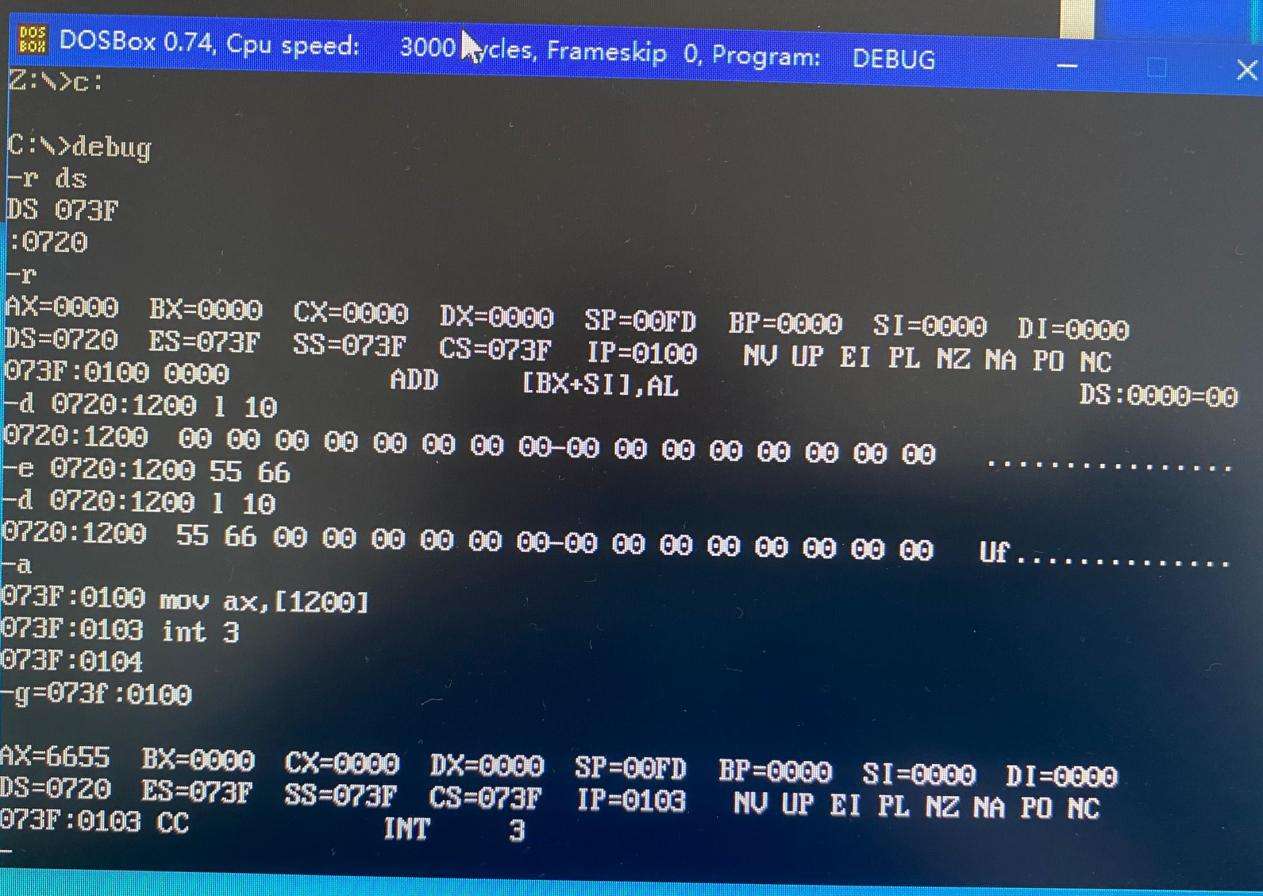 DOS
BOX
DOSBox 0.74, Cpu speed: 3000 cycles, Frameskip 0, Program: DEBUG
Z:\>c:
C:\>debug
-r ds
DS 073F
:0720
-r
AX=0000 BX=0000 CX=0000 DX=0000 SP=00FD BP=0000 SI=0000 DI=0000
DS=0720 ES=073F SS=073F CS=073F IP=0100 NV UP EI PL NZ NA PO NC
073F:0100 0000 ADD [BX+SI],AL DS:0000=00
-d 0720:1200 l 10
0720:1200 00 00 00 00 00 00 00 00-00 00 00 00 00 00 00 00 ................
-e 0720:1200 55 66
-d 0720:1200 l 10
0720:1200 55 66 00 00 00 00 00 00-00 00 00 00 00 00 00 00 Uf..............
-a
073F:0100 mov ax,[1200]
073F:0103 int 3
073F:0104
-g=073f:0100
AX=6655 BX=0000 CX=0000 DX=0000 SP=00FD BP=0000 SI=0000 DI=0000
DS=0720 ES=073F SS=073F CS=073F IP=0103 NV UP EI PL NZ NA PO NC
073F:0103 CC INT 3
-